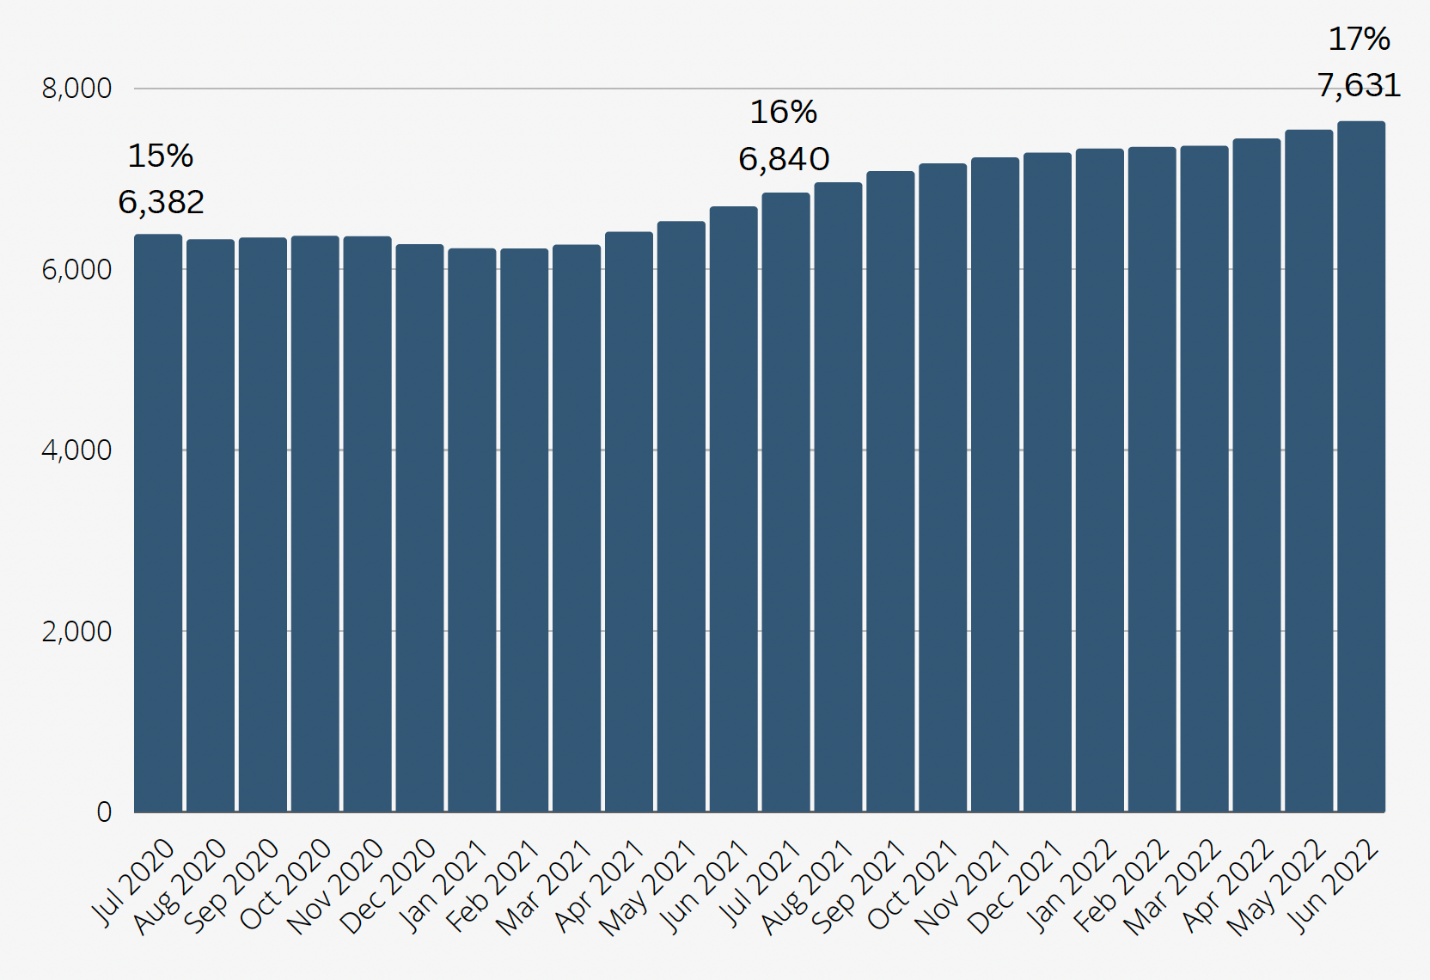 17%
7,631
16%
6,840
15%
6,382
8,000
6,000
4,000
2,000
0
Jul 2020
Aug 2020
Sep 2020
Oct 2020
Nov 2020
Dec 2020
Jan 2021
Feb 2021
Mar 2021
Apr 2021
May 2021
Jun 2021
Jul 2021
Aug 2021
Sep 2021
Oct 2021
Nov 2021
Dec 2021
Jan 2022
Feb 2022
Mar 2022
Apr 2022
May 2022
Jun 2022